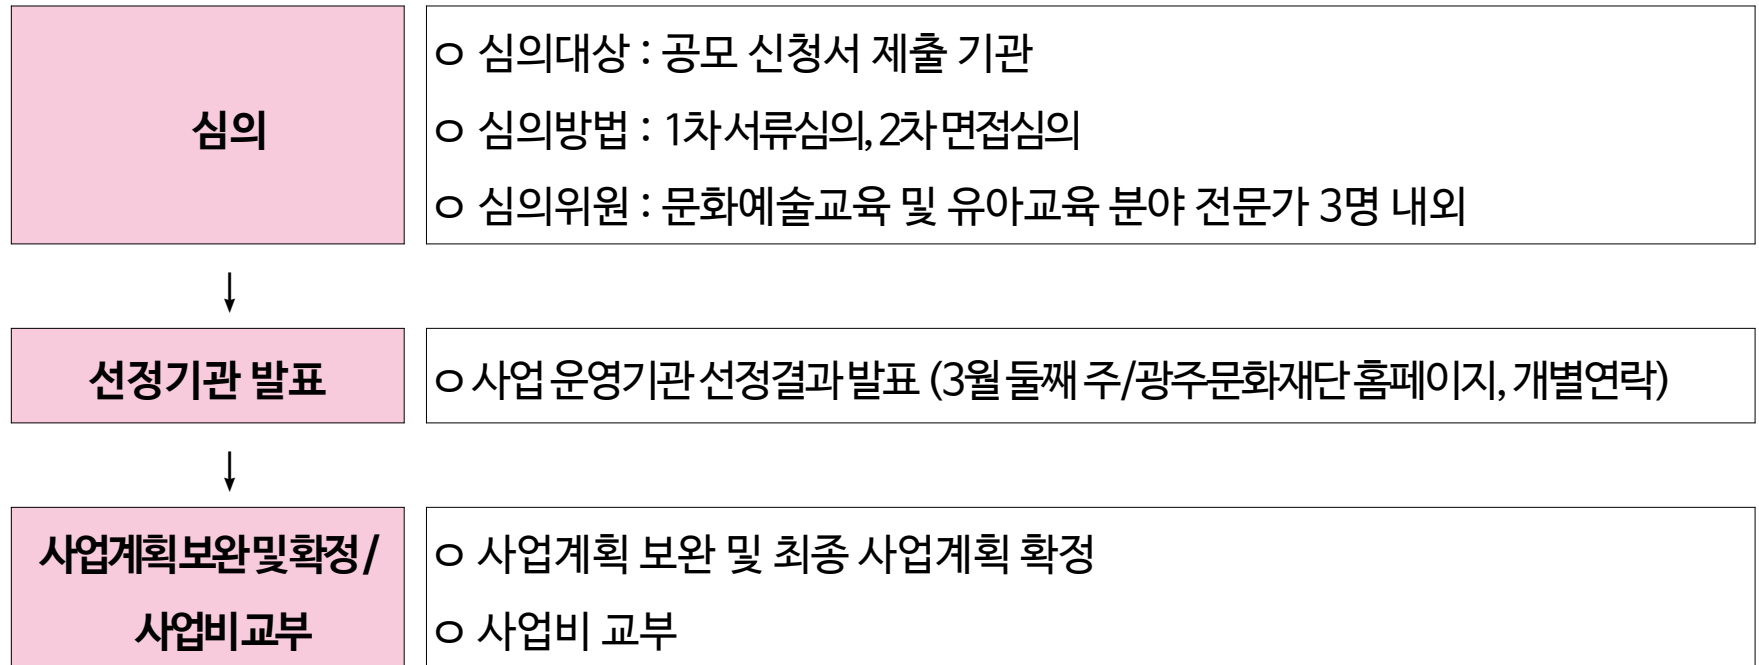 심의
ㅇ 심의대상 : 공모 신청서 제출 기관
ㅇ 심의방법 : 1차 서류심의, 2차 면접심의
ㅇ 심의위원 : 문화예술교육 및 유아교육 분야 전문가 3명 내외
↓
선정기관 발표
ㅇ 사업 운영기관 선정결과 발표 (3월 둘째 주/광주문화재단 홈페이지, 개별연락)
↓
사업계획 보완 및 확정 /
사업비 교부
ㅇ 사업계획 보완 및 최종 사업계획 확정
ㅇ 사업비 교부